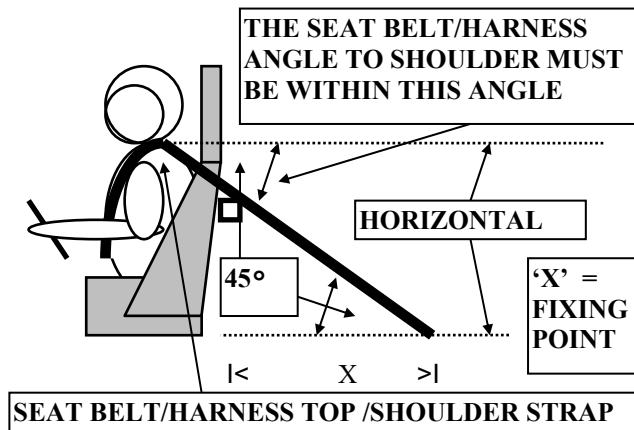 THE SEAT BELT/HARNESS
ANGLE TO SHOULDER MUST
BE WITHIN THIS ANGLE
HORIZONTAL
45°
‘X’ =
FIXING
POINT
|< X >|
SEAT BELT/HARNESS TOP /SHOULDER STRAP